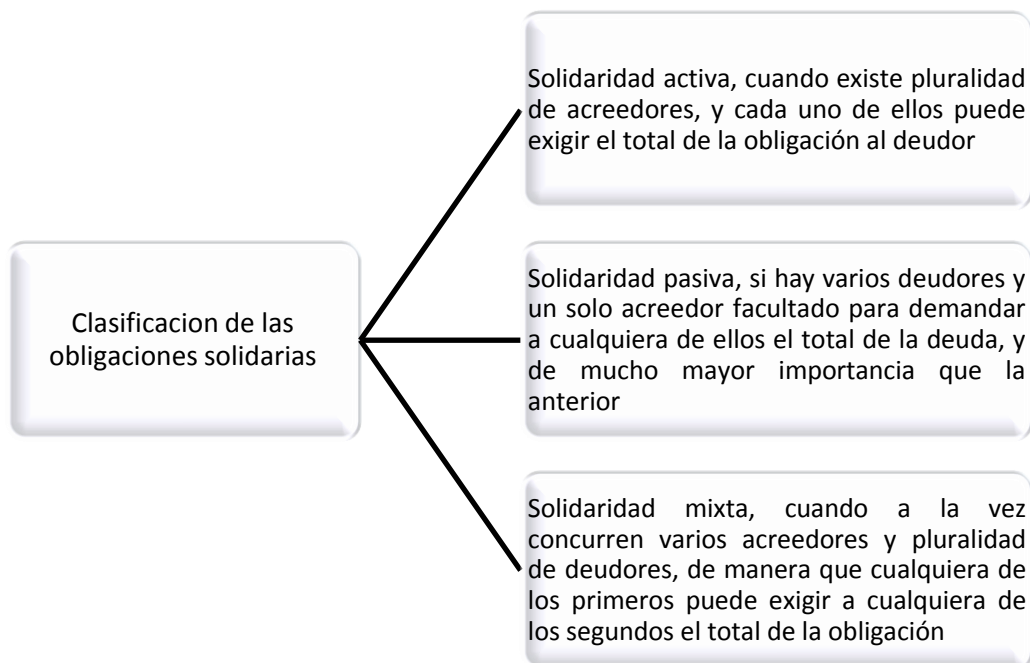 Clasificacion de las
obligaciones solidarias
Solidaridad activa, cuando existe pluralidad
de acreedores, y cada uno de ellos puede
exigir el total de la obligación al deudor
Solidaridad pasiva, si hay varios deudores y
un solo acreedor facultado para demandar
a cualquiera de ellos el total de la deuda, y
de mucho mayor importancia que la
anterior
Solidaridad mixta, cuando a la vez
concurren varios acreedores y pluralidad
de deudores, de manera que cualquiera de
los primeros puede exigir a cualquiera de
los segundos el total de la obligación